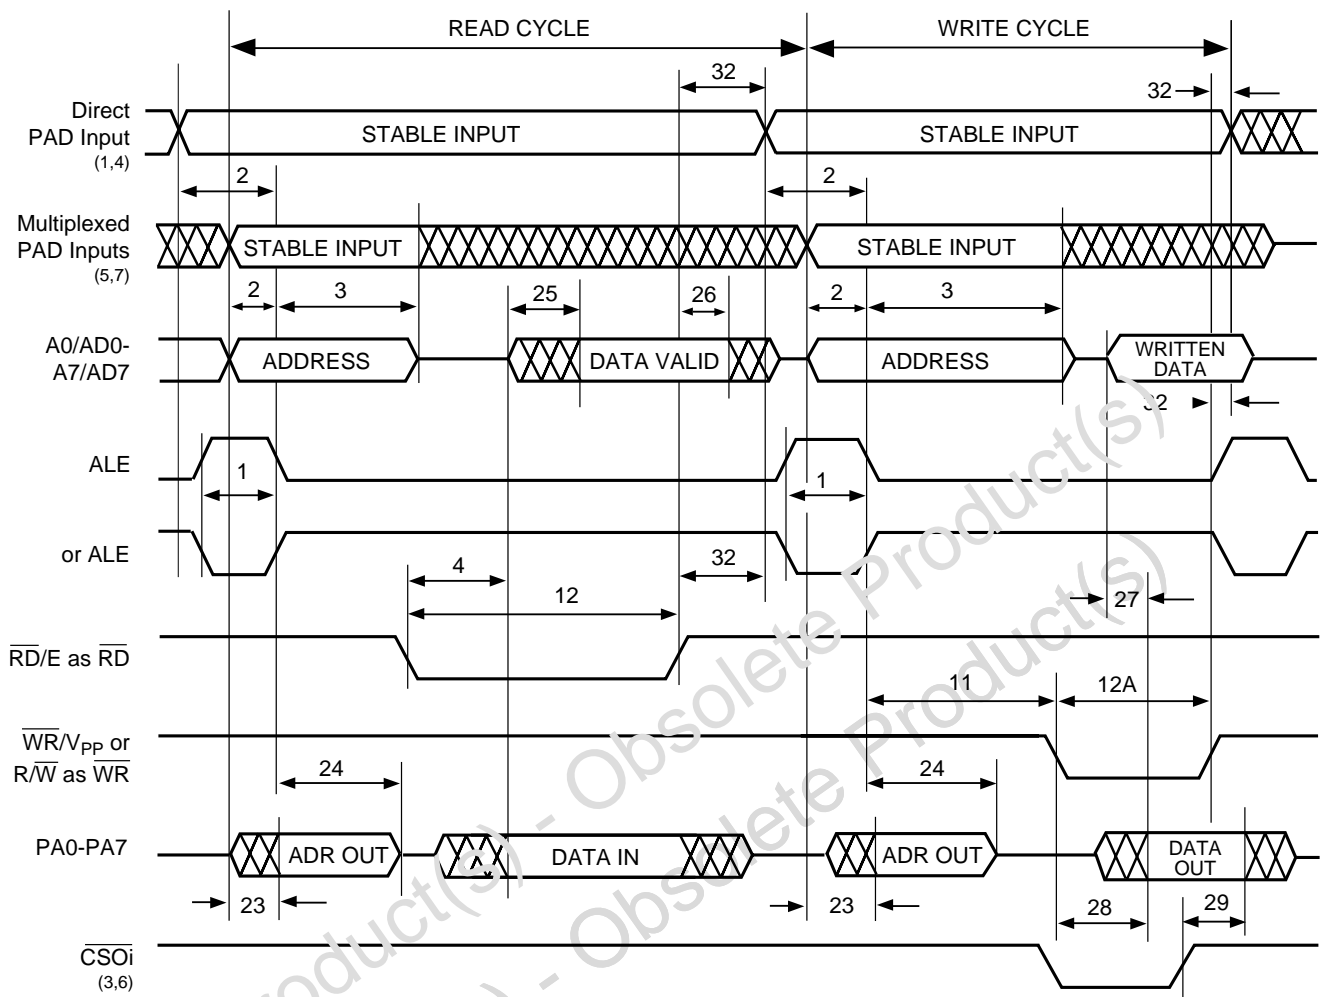 READ CYCLE
WRITE CYCLE
32
32
Direct
PAD Input
(1,4)
STABLE INPUT
STABLE INPUT
2
2
Multiplexed
PAD Inputs
(5,7)
STABLE INPUT
STABLE INPUT
2
3
25
26
2
3
A0/AD0-
A7/AD7
ADDRESS
DATA VALID
ADDRESS
WRITTEN
DATA
32
ALE
1
1
or ALE
4
32
12
27
RD/E as RD
11
12A
WR/VPP or
R/W as WR
24
24
PA0-PA7
ADR OUT
DATA IN
ADR OUT
DATA
OUT
23
23
28
29
CSOi
(3,6)
Product(s) - Obsolete Product(s)
) - Obsolete Product(s)